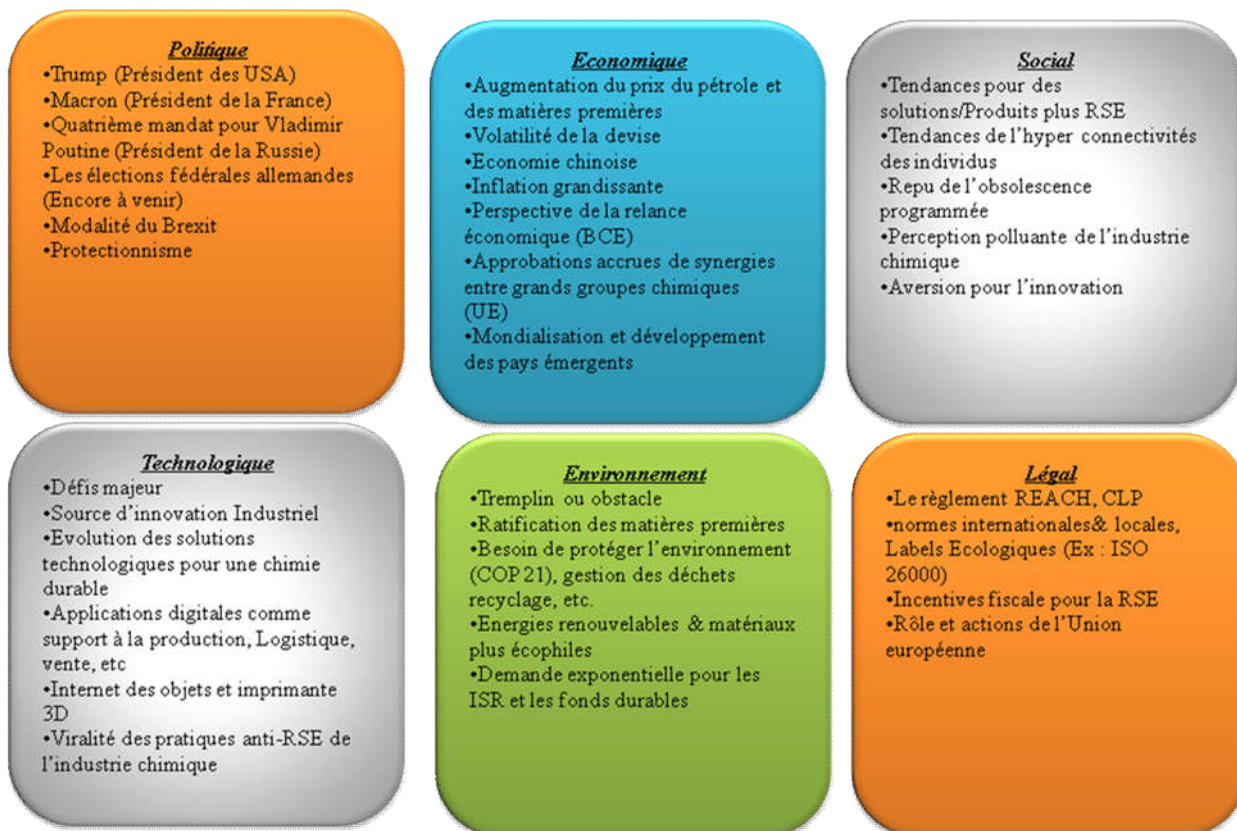 Politique
•Trump (Président des USA)
•Macron (Président de la France)
•Quatrième mandat pour Vladimir
Poutine (Président de la Russie)
•Les élections fédérales allemandes
(Encore à venir)
•Modalité du Brexit
•Protectionnisme
Economique
•Augmentation du prix du pétrole et
des matières premières
•Volatilité de la devise
•Economie chinoise
•Inflation grandissante
•Perspective de la relance
économique (BCE)
•Approbations accrues de synergies
entre grands groupes chimiques
(UE)
•Mondialisation et développement
des pays émergents
Social
•Tendances pour des
solutions/Produits plus RSE
•Tendances de l'hyper connectivités
des individus
•Repu de l'obsolescence
programmée
•Perception polluante de l'industrie
chimique
•Aversion pour l'innovation
Technologique
•Défis majeur
•Source d'innovation Industriel
•Evolution des solutions
technologiques pour une chimie
durable
•Applications digitales comme
support à la production, Logistique,
vente, etc
•Internet des objets et imprimante
3D
•Viralité des pratiques anti-RSE de
l'industrie chimique
Environnement
•Tremplin ou obstacle
•Ratification des matières premières
•Besoin de protéger l'environnement
(COP 21), gestion des déchets
recyclage, etc.
•Energies renouvelables & matériaux
plus écophiles
•Demande exponentielle pour les
ISR et les fonds durables
Légal
•Le règlement REACH, CLP
•normes internationales& locales,
Labels Ecologiques (Ex : ISO
26000)
•Incentives fiscale pour la RSE
•Rôle et actions de l'Union
européenne